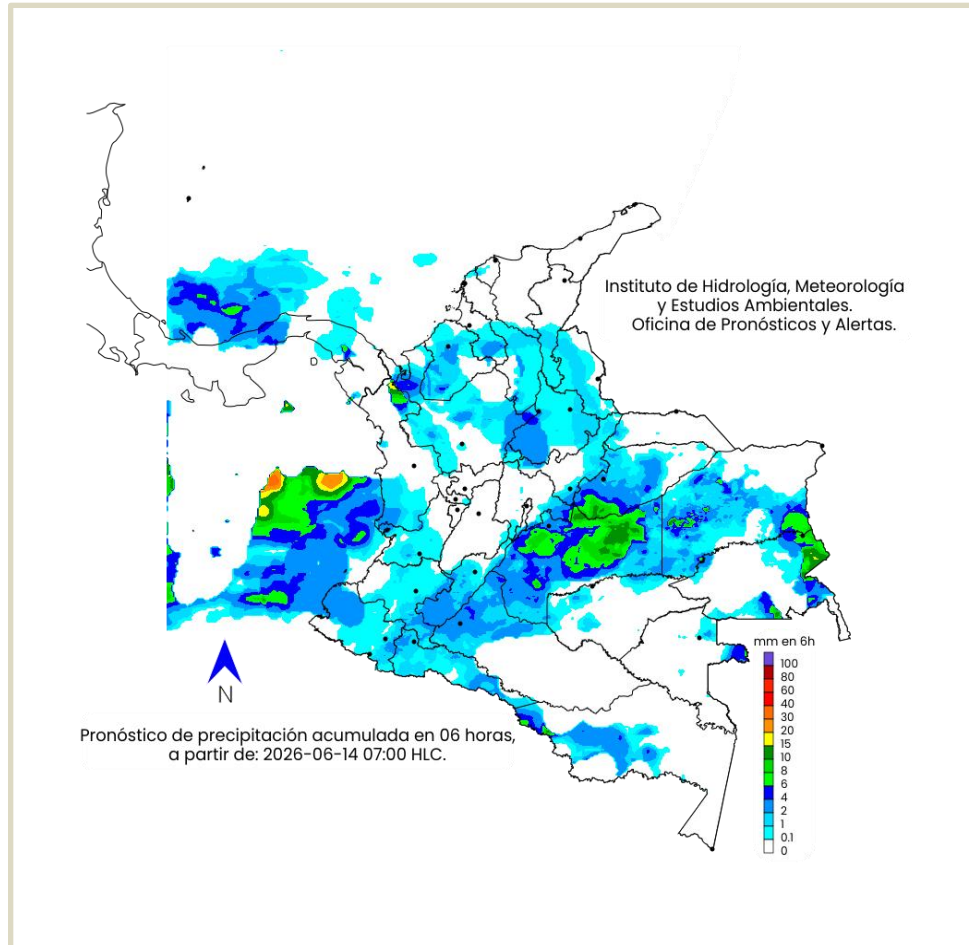 Instituto de Hidrología, Meteorología
y Estudios Ambientales.
Oficina de Pronósticos y Alertas.
mm en 6h
100
80
60
40
30
20
15
10
8
6
4
2
1
0.1
0
N
Pronóstico de precipitación acumulada en 06 horas,
a partir de: 2026-06-14 07:00 HLC.